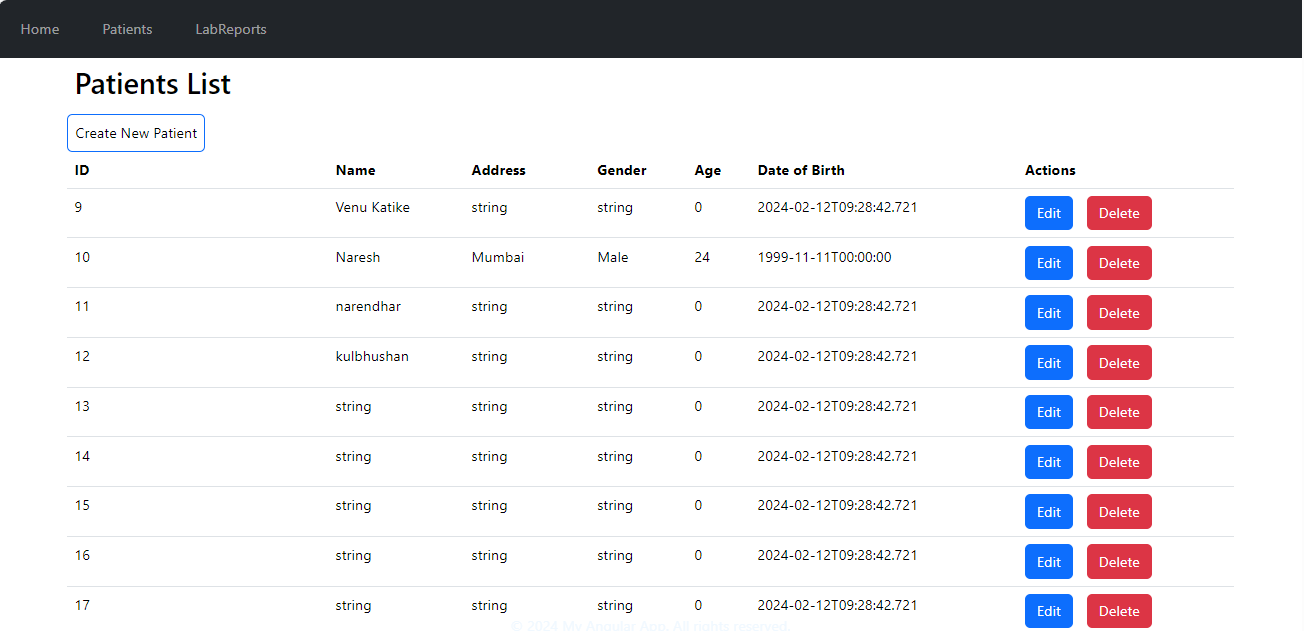 Home Patients LabReports
Patients List
Create New Patient
ID Name Address Gender Age Date of Birth Actions
9 Venu Katike string string 0 2024-02-12T09:28:42.721 Edit Delete
10 Naresh Mumbai Male 24 1999-11-11T00:00:00 Edit Delete
11 narendhar string string 0 2024-02-12T09:28:42.721 Edit Delete
12 kulbhushan string string 0 2024-02-12T09:28:42.721 Edit Delete
13 string string string 0 2024-02-12T09:28:42.721 Edit Delete
14 string string string 0 2024-02-12T09:28:42.721 Edit Delete
15 string string string 0 2024-02-12T09:28:42.721 Edit Delete
16 string string string 0 2024-02-12T09:28:42.721 Edit Delete
17 string string string 0 2024-02-12T09:28:42.721 Edit Delete
© 2024 My Angular App. All rights reserved.